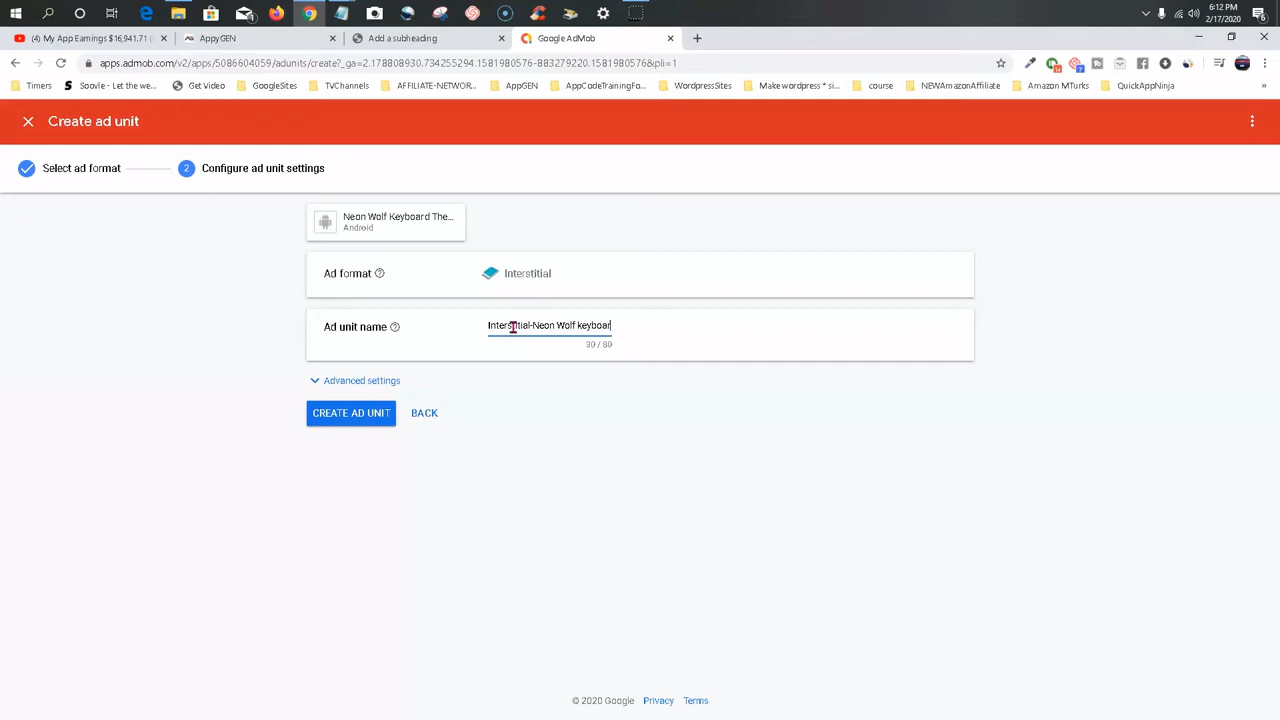 6:12 PM
2/17/2020
(4) My App Earnings $16,941.71 (
AppyGEN
Add a subheading
Google AdMob
apps.admob.com/v2/apps/5086604059/adunits/create?_ga=2.178808930.734255294.1581980576-883279220.1581980576&pli=1
Timers
Soovle - Let the we...
Get Video
GoogleSites
TVChannels
AFFILIATE-NETWOR...
AppGEN
AppCodeTrainingFo...
WordpressSites
Make wordpress * si...
course
NEWAmazonAffiliate
Amazon MTurks
QuickAppNinja
»
Create ad unit
Select ad format
2
Configure ad unit settings
Neon Wolf Keyboard The...
Android
Ad format
Interstitial
Ad unit name
Interstitial-Neon Wolf keyboar
30 / 80
Advanced settings
CREATE AD UNIT
BACK
© 2020 Google
Privacy
Terms